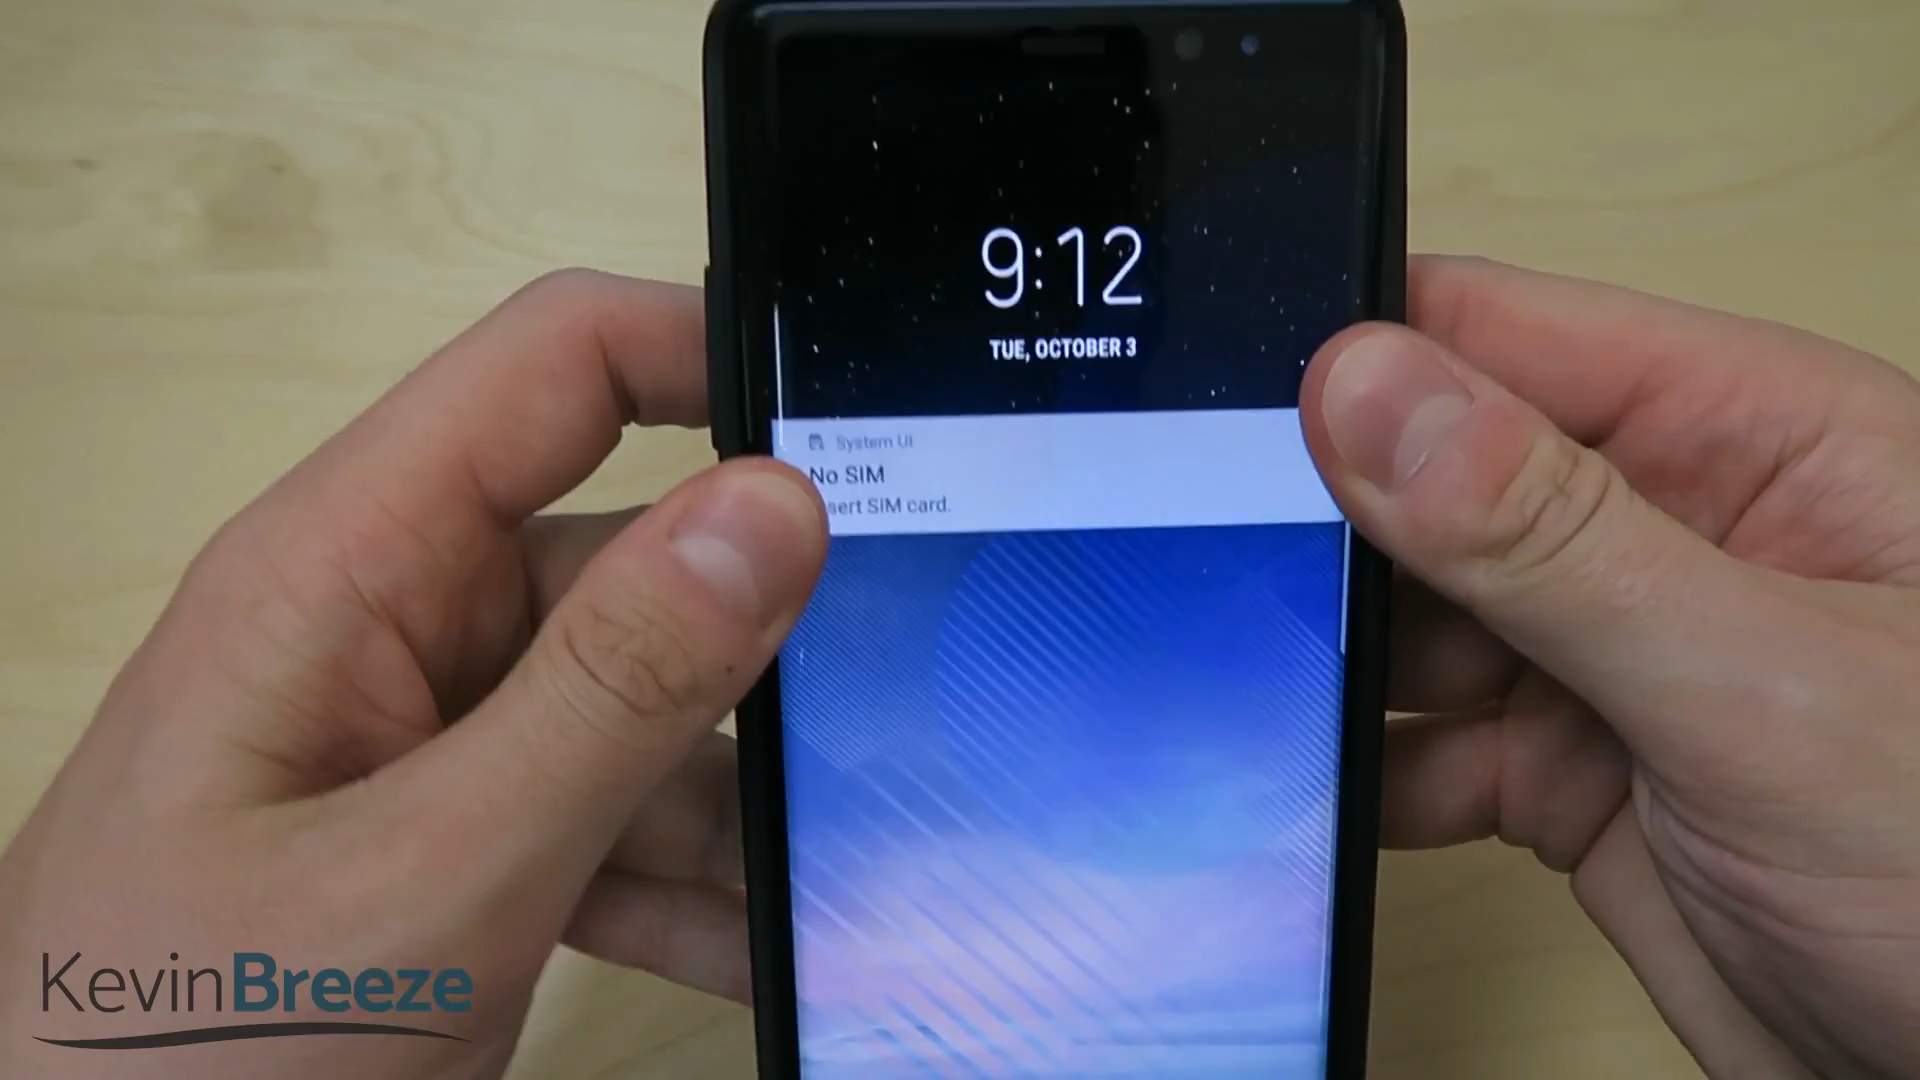 9:12
TUE, OCTOBER 3
System UI
No SIM
sert SIM card.
KevinBreeze